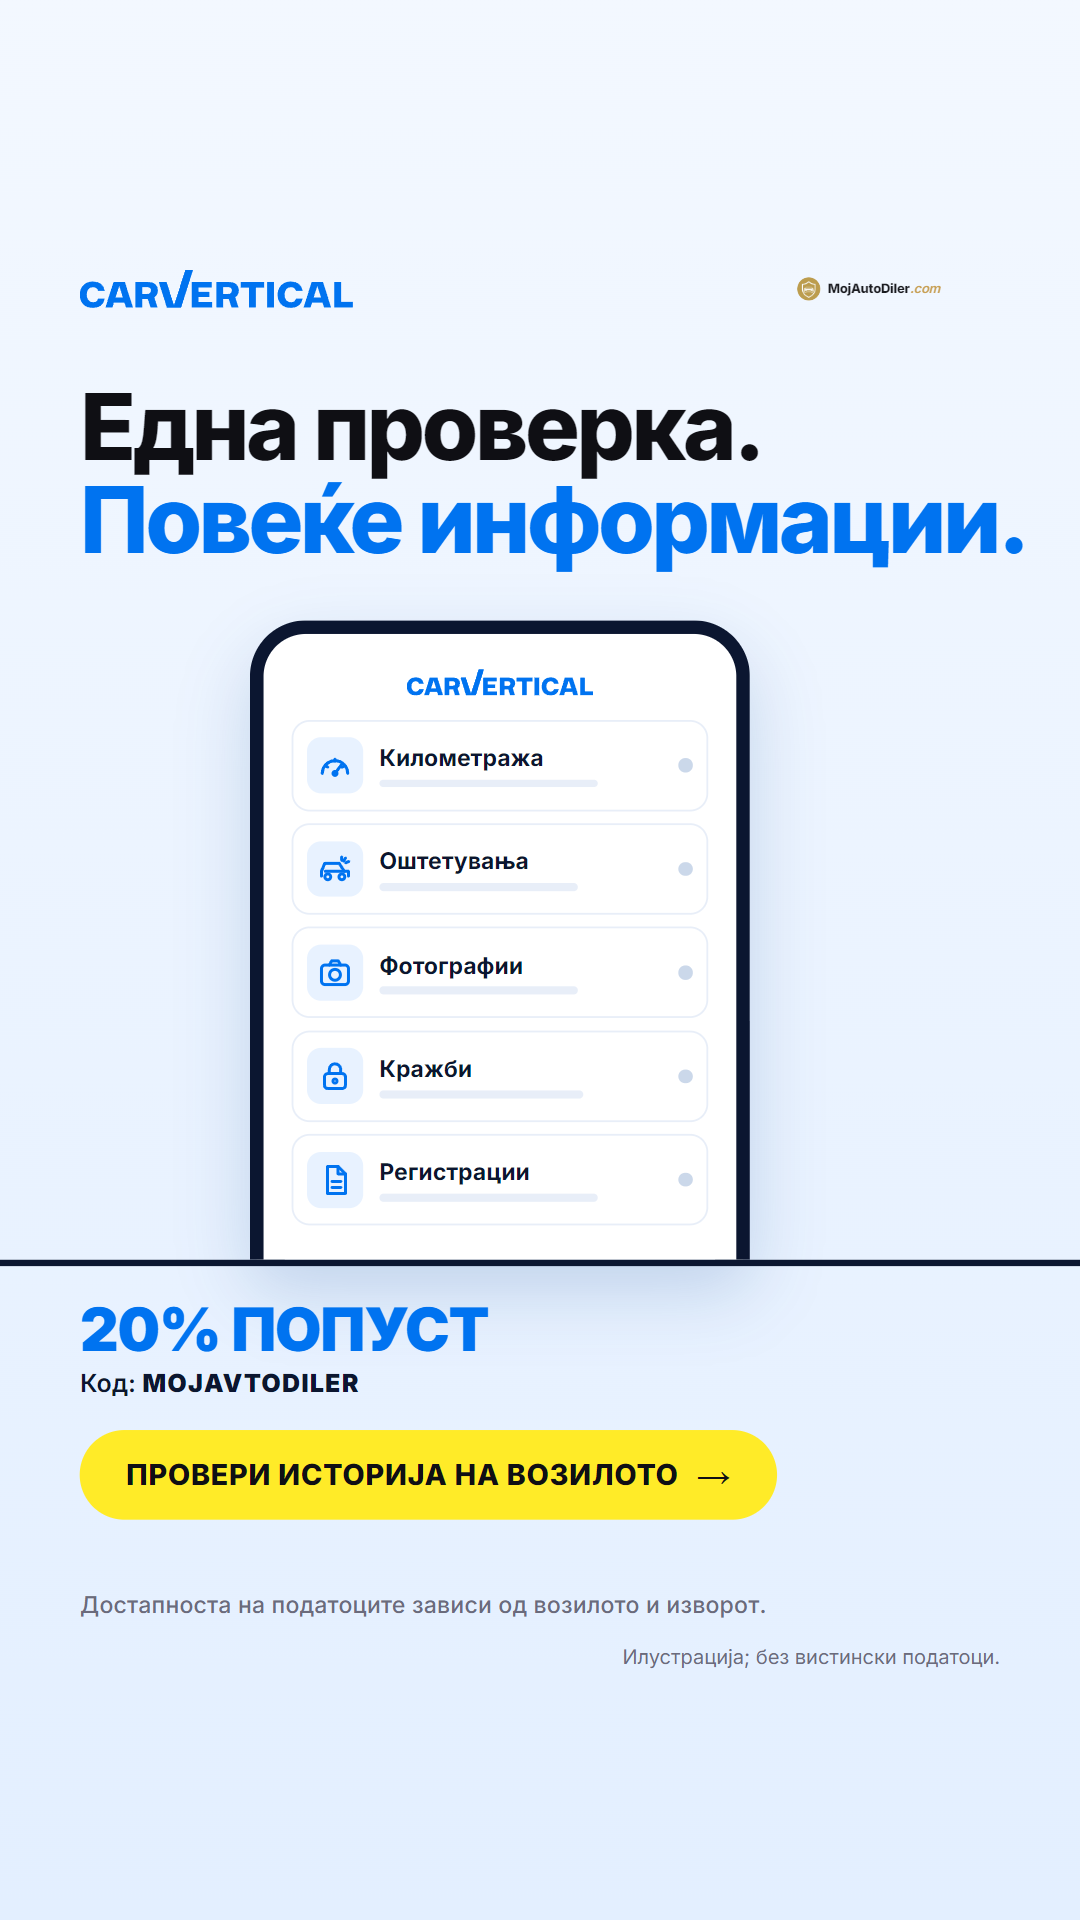 CARVERTICAL
MojAutoDiler.com
Една проверка.
Повеќе информации.
CARVERTICAL
Километража
Оштетувања
Фотографии
Кражби
Регистрации
20% ПОПУСТ
Код: MOJAVTODILER
ПРОВЕРИ ИСТОРИЈА НА ВОЗИЛОТО →
Достапноста на податоците зависи од возилото и изворот.
Илустрација; без вистински податоци.